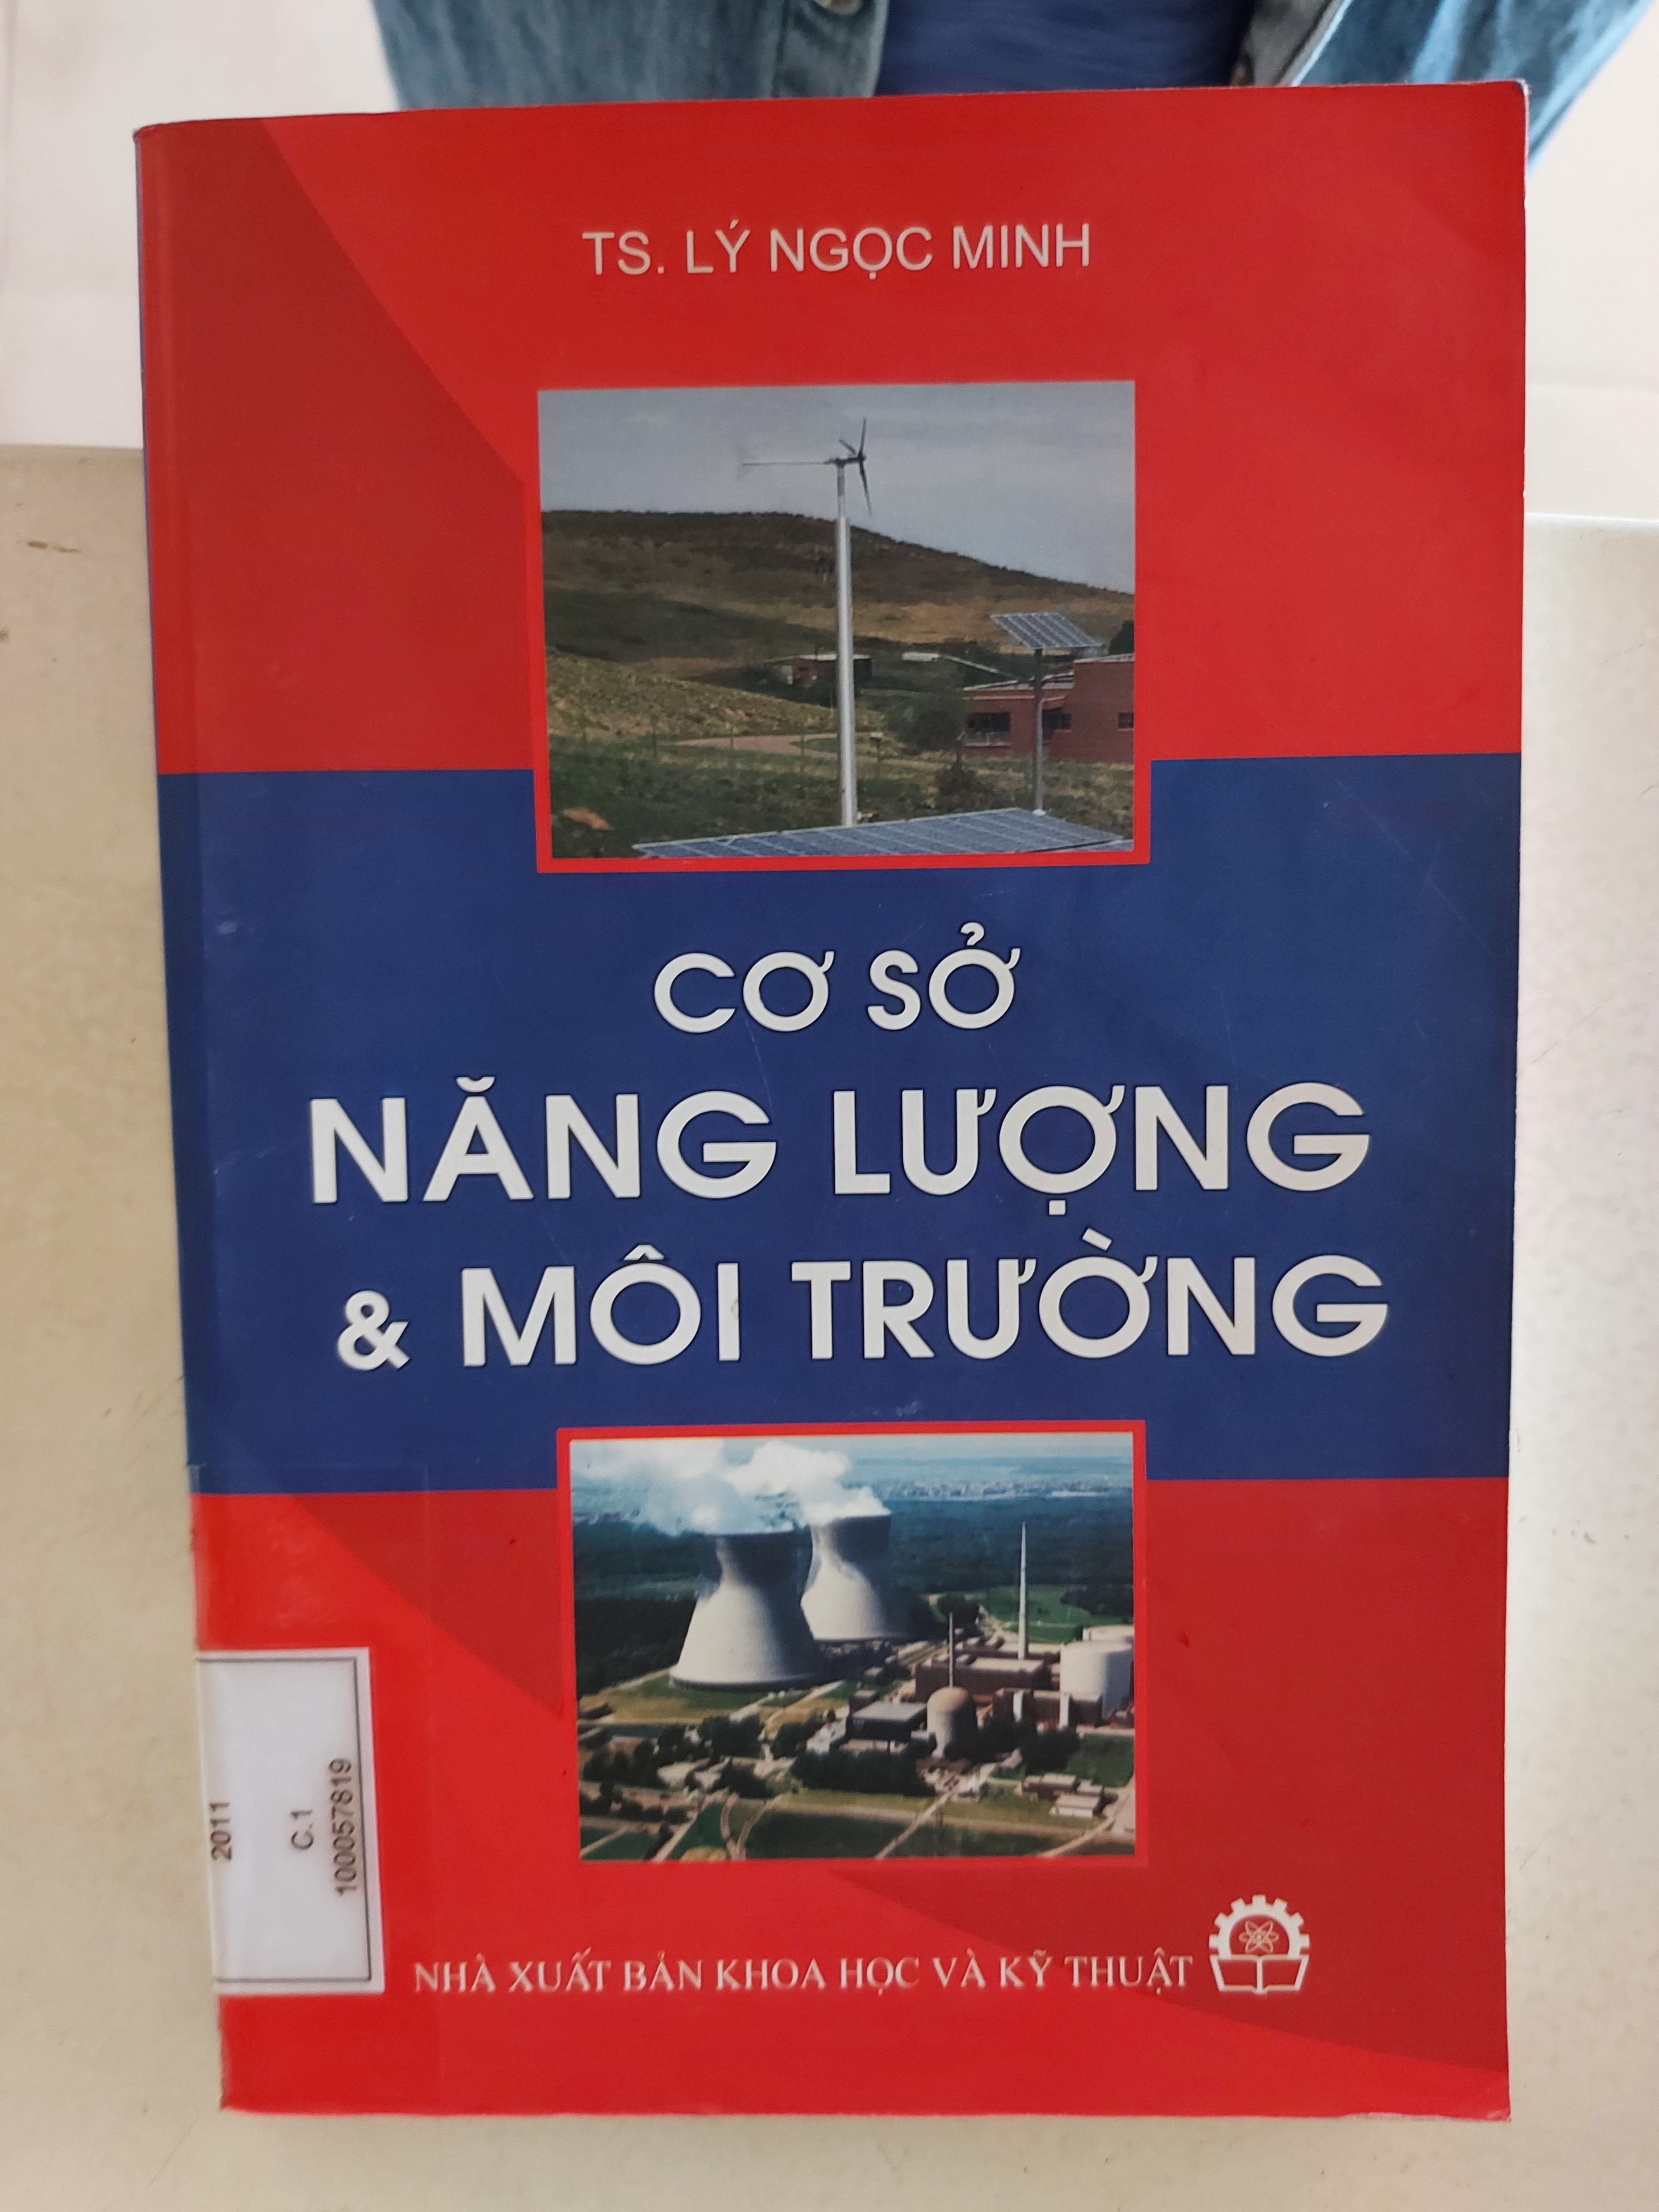 TS. LÝ NGỌC MINH
CƠ SỞ
NĂNG LƯỢNG
& MÔI TRƯỜNG
2011
C.1
100057819
NHÀ XUẤT BẢN KHOA HỌC VÀ KỸ THUẬT